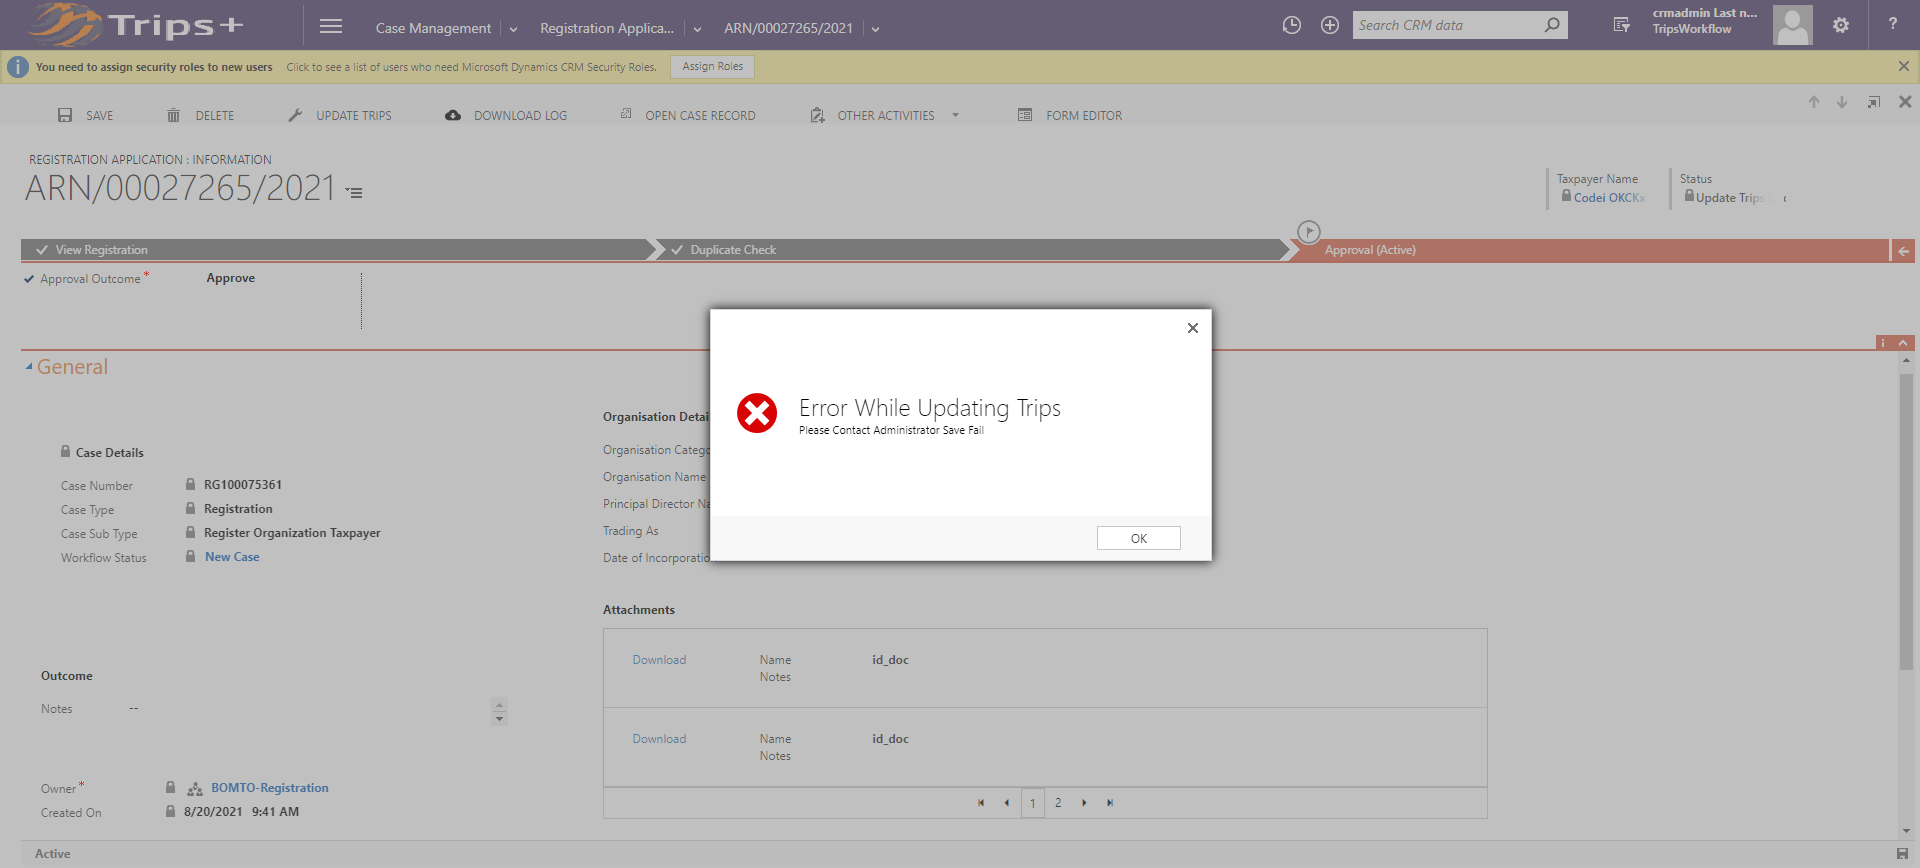 Trips+
Case Management
Registration Applica...
ARN/00027265/2021
Search CRM data
crmadmin Last n...
TripsWorkflow
?
You need to assign security roles to new users Click to see a list of users who need Microsoft Dynamics CRM Security Roles. Assign Roles
SAVE DELETE UPDATE TRIPS DOWNLOAD LOG OPEN CASE RECORD OTHER ACTIVITIES FORM EDITOR
REGISTRATION APPLICATION : INFORMATION
ARN/00027265/2021
Taxpayer Name
Codei OKCKx
Status
Update Trips
View Registration
Duplicate Check
Approval (Active)
Approval Outcome* Approve
General
Case Details
Case Number RG100075361
Case Type Registration
Case Sub Type Register Organization Taxpayer
Workflow Status New Case
Organisation Detai
Organisation Catego
Organisation Name
Principal Director Na
Trading As
Date of Incorporatio
Error While Updating Trips
Please Contact Administrator Save Fail
OK
Attachments
Download Name id_doc
Notes
Download Name id_doc
Notes
1 2
Outcome
Notes --
Owner* BOMTO-Registration
Created On 8/20/2021 9:41 AM
Active